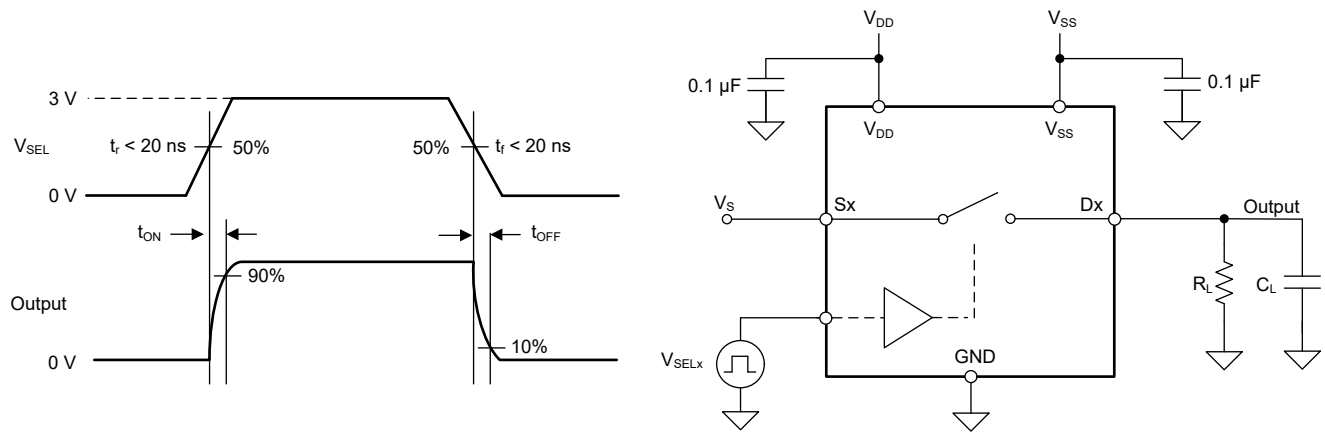 3 V
V_SEL
t_r < 20 ns
50%
50%
t_f < 20 ns
0 V
t_ON
t_OFF
90%
Output
10%
0 V
V_DD
V_SS
0.1 µF
0.1 µF
V_DD
V_SS
V_S
Sx
Dx
Output
R_L
C_L
V_SELx
GND